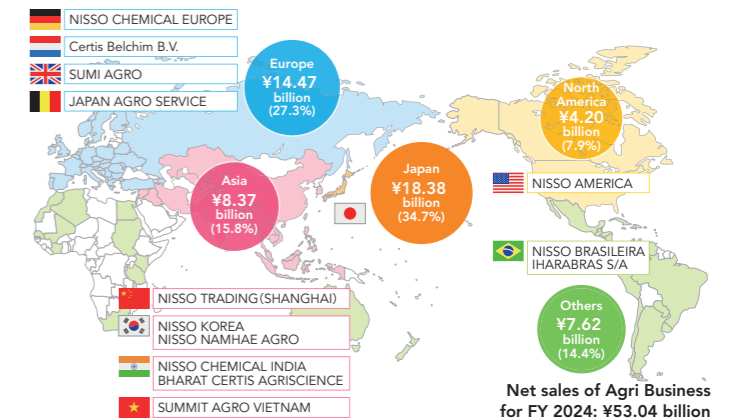 NISSO CHEMICAL EUROPE
Certis Belchim B.V.
SUMI AGRO
JAPAN AGRO SERVICE
Europe
¥14.47
billion
(27.3%)
North
America
¥4.20
billion
(7.9%)
Asia
¥8.37
billion
(15.8%)
Japan
¥18.38
billion
(34.7%)
NISSO AMERICA
NISSO BRASILEIRA
IHARABRAS S/A
NISSO TRADING(SHANGHAI)
NISSO KOREA
NISSO NAMHAE AGRO
NISSO CHEMICAL INDIA
BHARAT CERTIS AGRISCIENCE
SUMMIT AGRO VIETNAM
Others
¥7.62
billion
(14.4%)
Net sales of Agri Business
for FY 2024: ¥53.04 billion